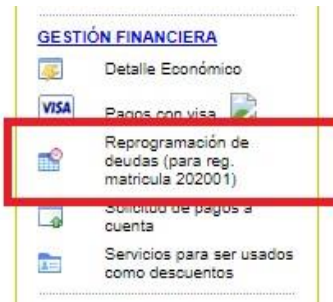 GESTIÓN FINANCIERA
Detalle Económico
VISA
Pagos con visa
Reprogramación de
deudas (para reg.
matricula 202001)
Solicitud de pagos a
cuenta
Servicios para ser usados
como descuentos